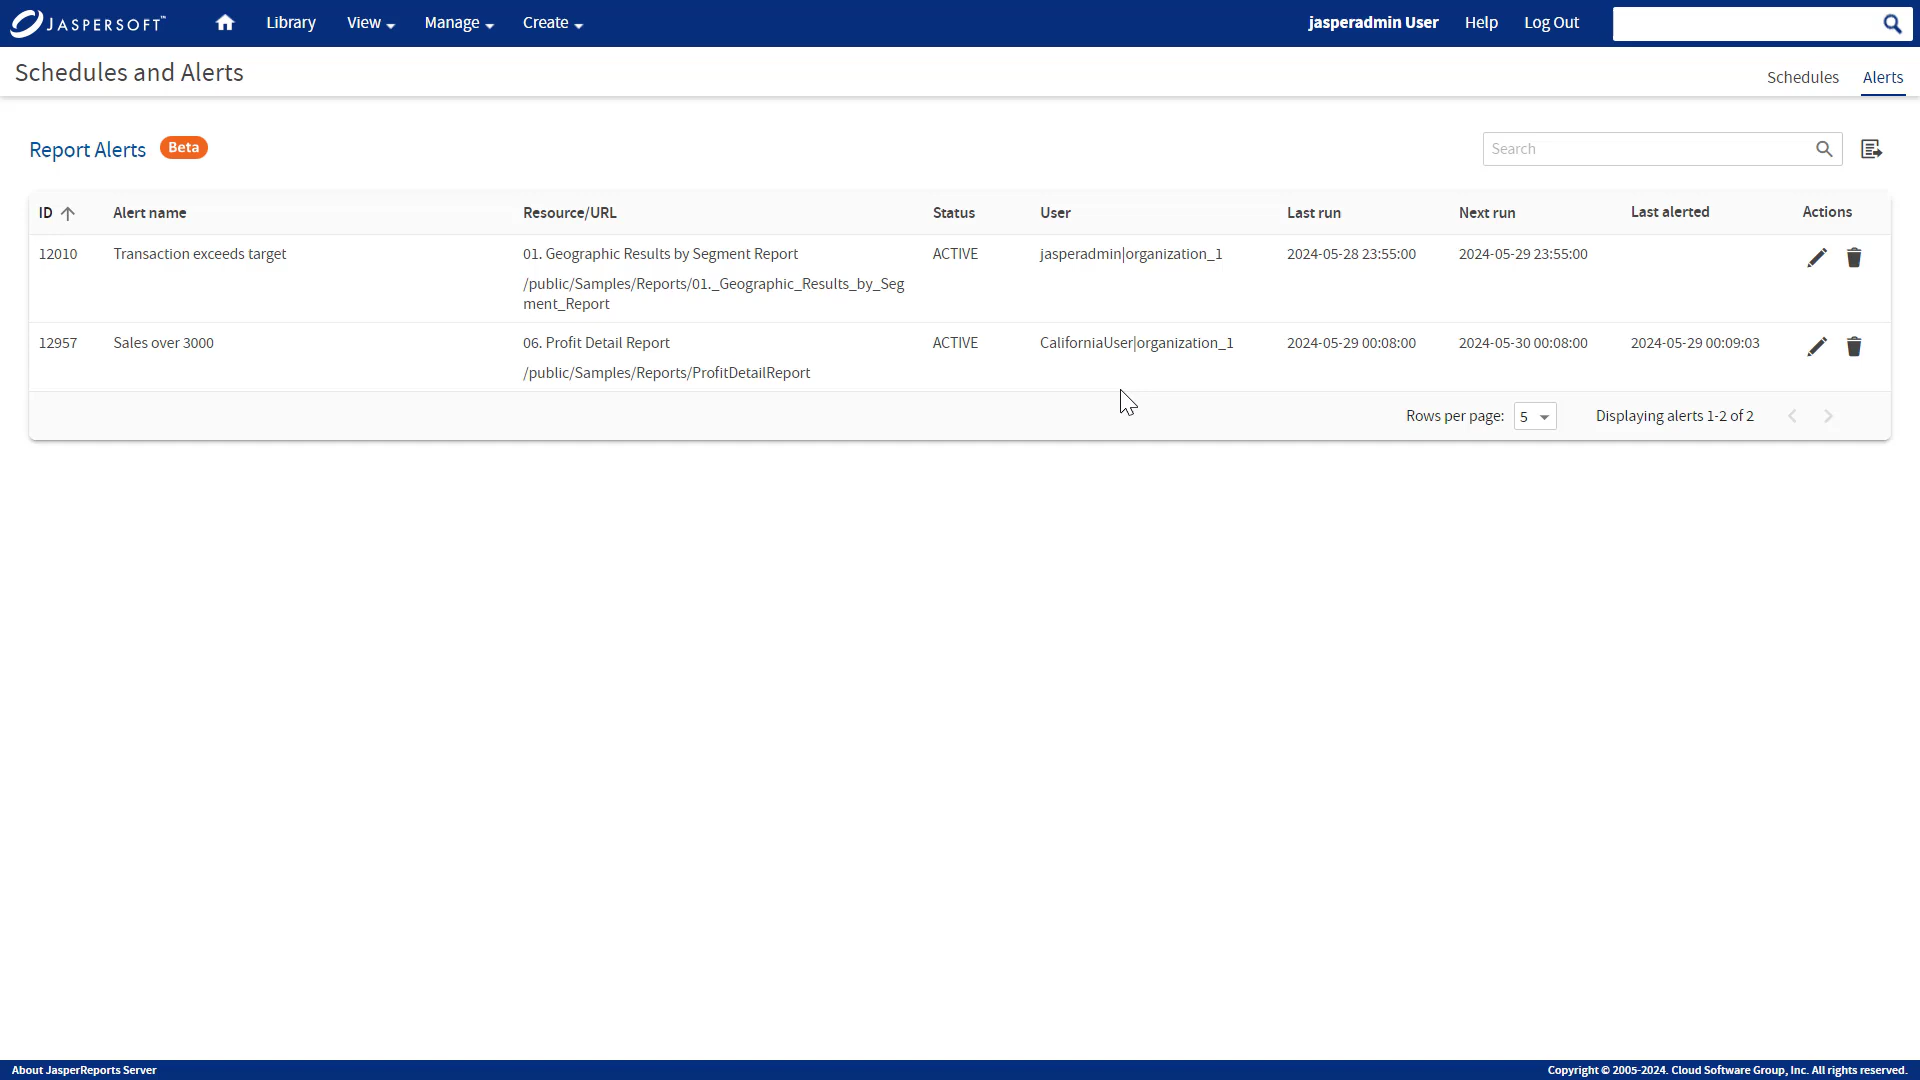 JASPERSOFT™ Library View Manage Create jasperadmin User Help Log Out
Schedules and Alerts Schedules Alerts
Report Alerts Beta Search
ID Alert name Resource/URL Status User Last run Next run Last alerted Actions
12010 Transaction exceeds target 01. Geographic Results by Segment Report ACTIVE jasperadmin|organization_1 2024-05-28 23:55:00 2024-05-29 23:55:00
/public/Samples/Reports/01._Geographic_Results_by_Seg
ment_Report
12957 Sales over 3000 06. Profit Detail Report ACTIVE CaliforniaUser|organization_1 2024-05-29 00:08:00 2024-05-30 00:08:00 2024-05-29 00:09:03
/public/Samples/Reports/ProfitDetailReport
Rows per page: 5 Displaying alerts 1-2 of 2
About JasperReports Server Copyright © 2005-2024. Cloud Software Group, Inc. All rights reserved.